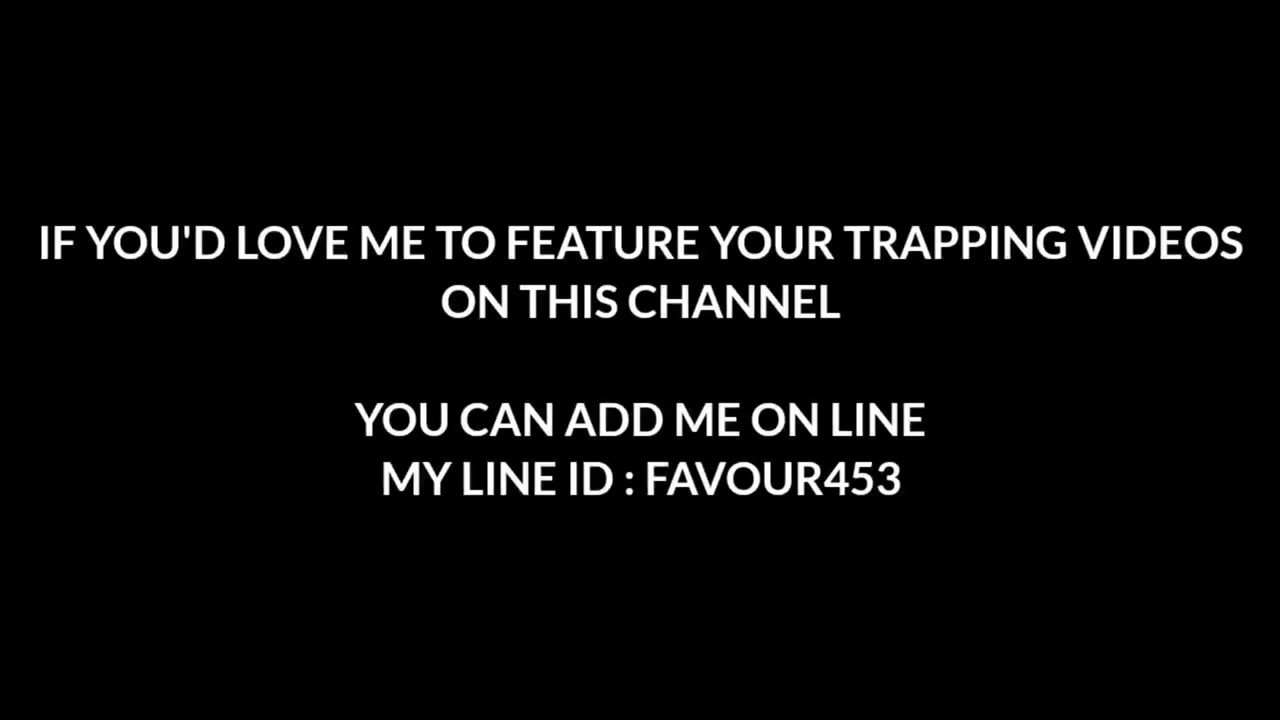 IF YOU'D LOVE ME TO FEATURE YOUR TRAPPING VIDEOS
ON THIS CHANNEL
YOU CAN ADD ME ON LINE
MY LINE ID : FAVOUR453